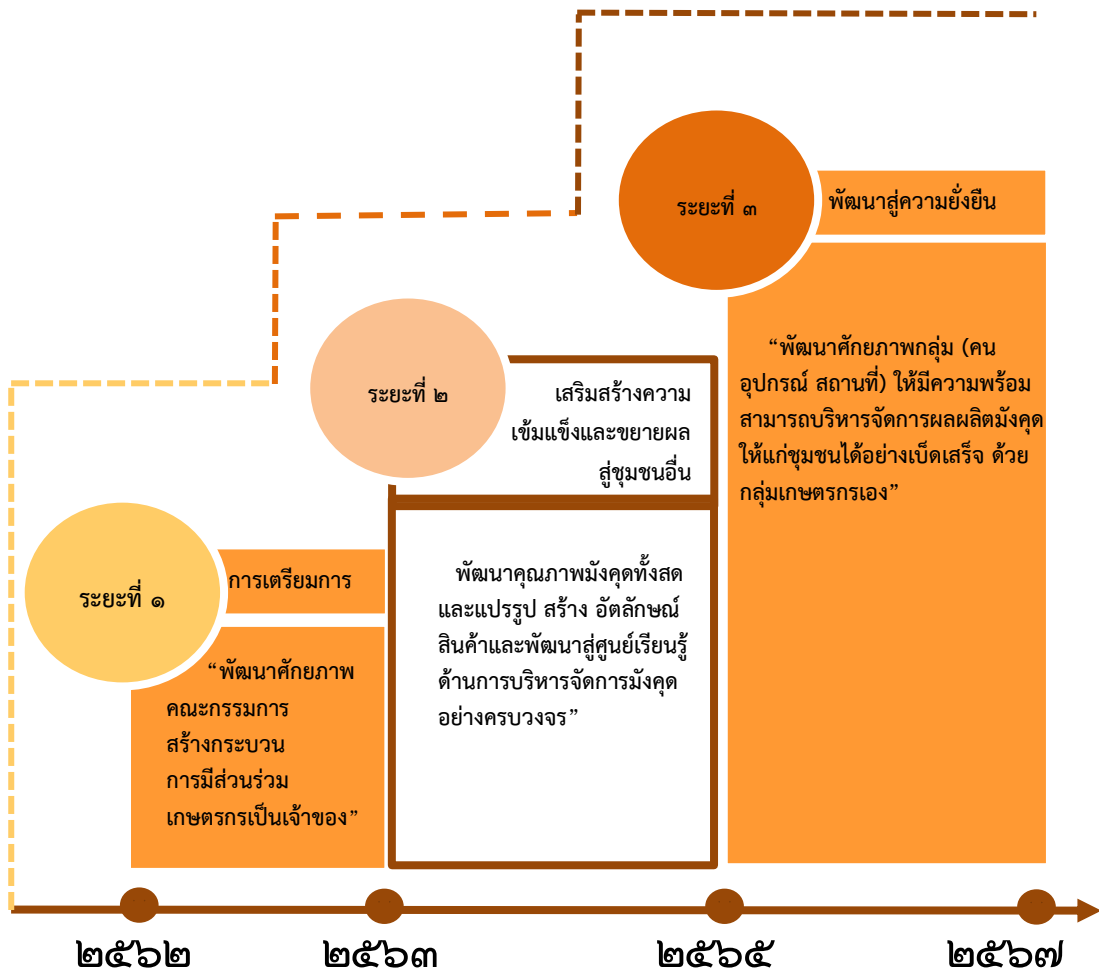 ระยะที่ ๓
พัฒนาสู่ความยั่งยืน
“พัฒนาศักยภาพกลุ่ม (คน
อุปกรณ์ สถานที่) ให้มีความพร้อม
สามารถบริหารจัดการผลผลิตมังคุด
ให้แก่ชุมชนได้อย่างเบ็ดเสร็จ ด้วย
กลุ่มเกษตรกรเอง”
ระยะที่ ๒
เสริมสร้างความ
เข้มแข็งและขยายผล
สู่ชุมชนอื่น
พัฒนาคุณภาพมังคุดทั้งสด
และแปรรูป สร้าง อัตลักษณ์
สินค้าและพัฒนาสู่ศูนย์เรียนรู้
ด้านการบริหารจัดการมังคุด
อย่างครบวงจร”
ระยะที่ ๑
การเตรียมการ
“พัฒนาศักยภาพ
คณะกรรมการ
สร้างกระบวน
การมีส่วนร่วม
เกษตรกรเป็นเจ้าของ”
๒๕๖๒ ๒๕๖๓ ๒๕๖๕ ๒๕๖๗